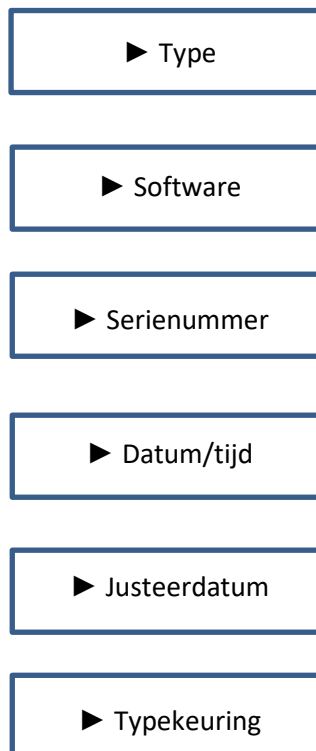 ► Type
► Software
► Serienummer
► Datum/tijd
► Justeerdatum
► Typekeuring